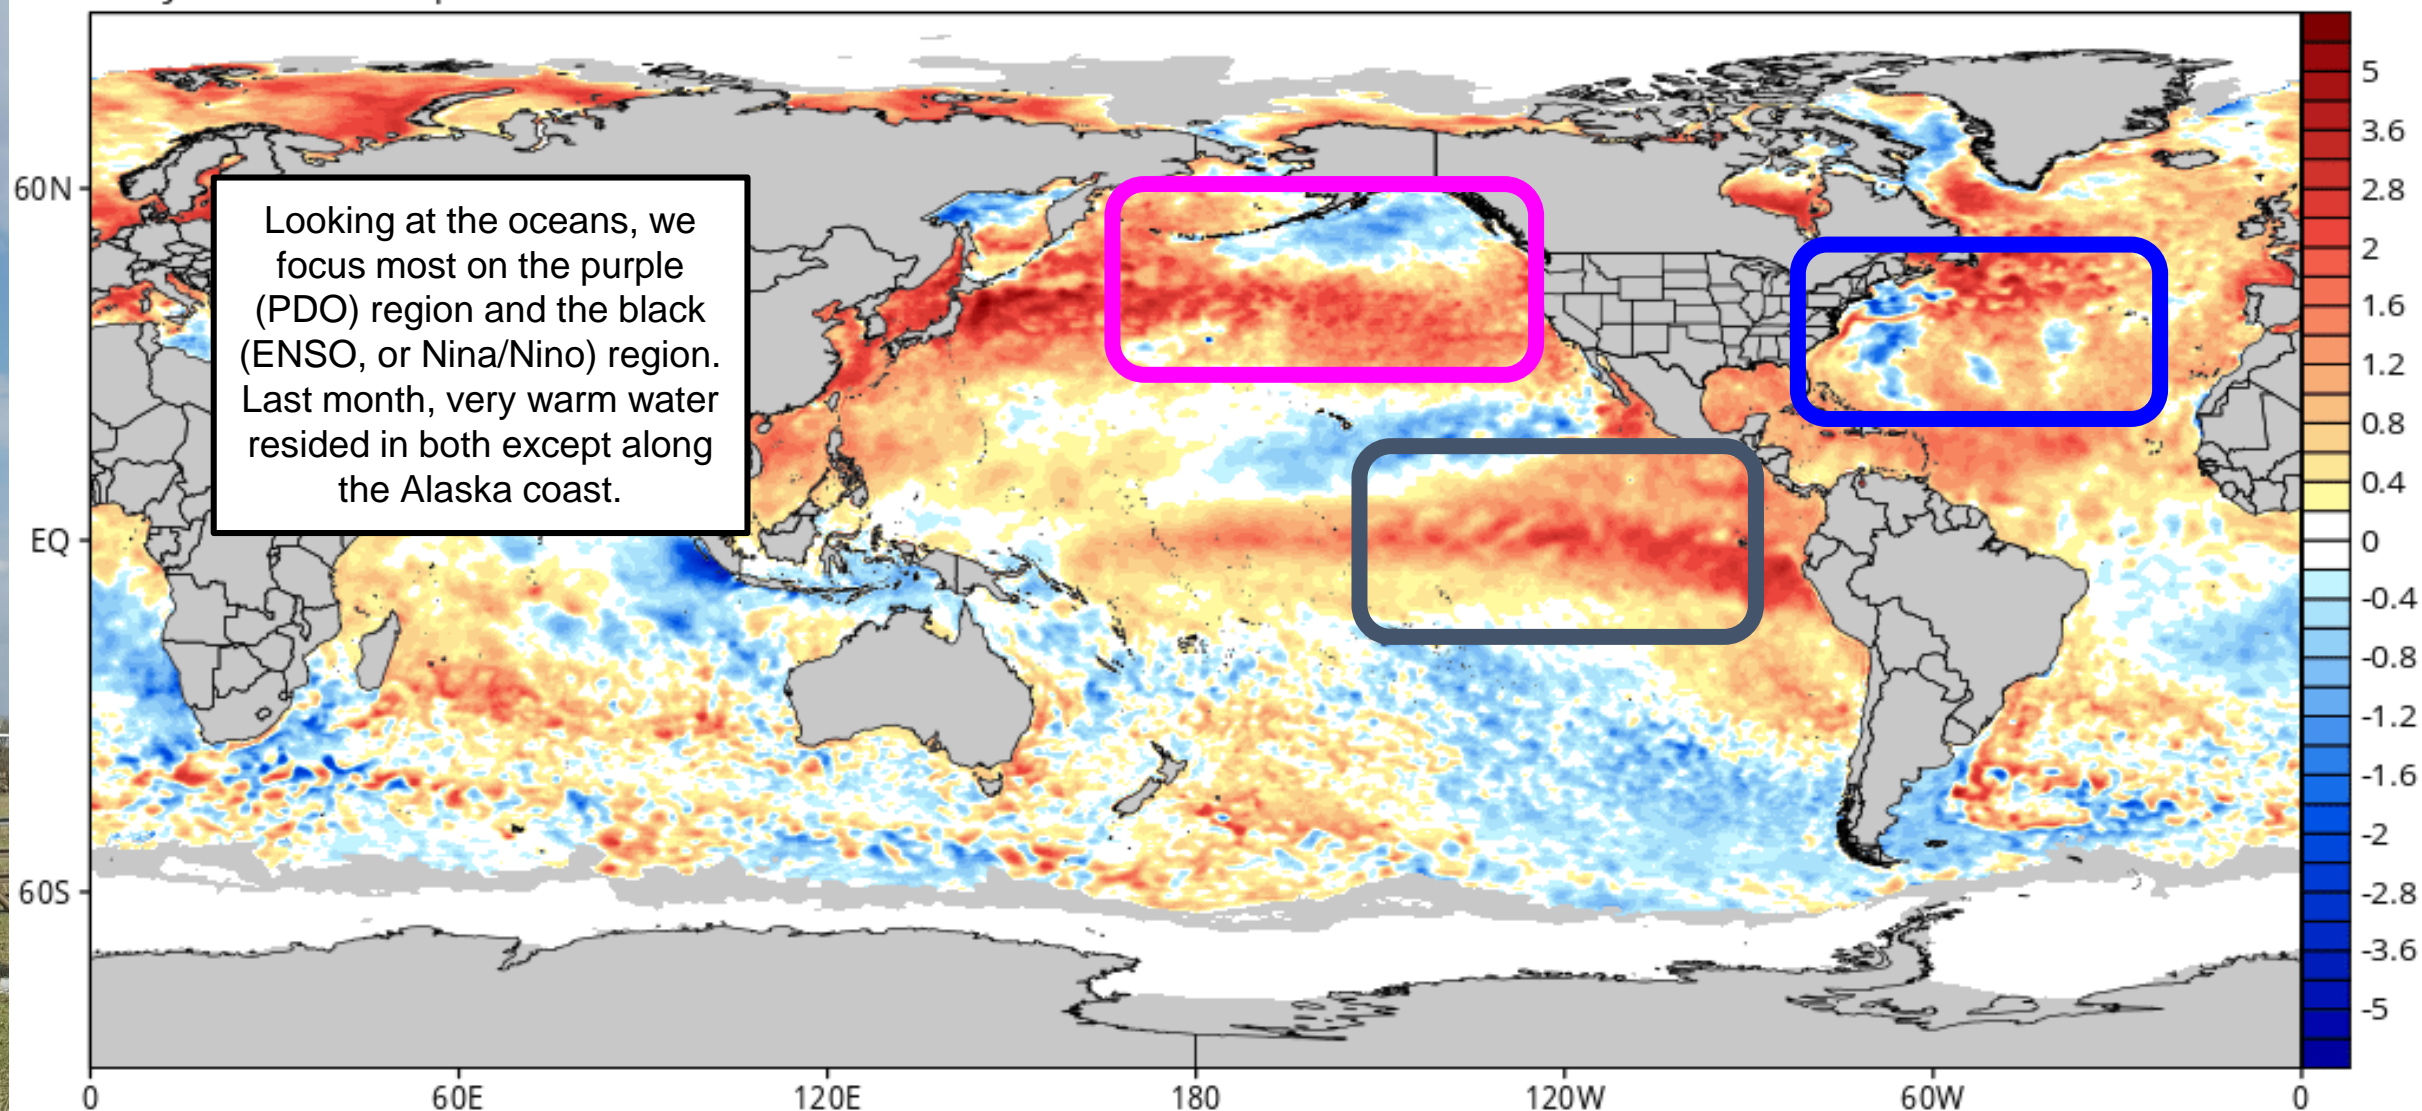 60N
EQ
60S
Looking at the oceans, we
focus most on the purple
(PDO) region and the black
(ENSO, or Nina/Nino) region.
Last month, very warm water
resided in both except along
the Alaska coast.
5
3.6
2.8
2
1.6
1.2
0.8
0.4
0
-0.4
-0.8
-1.2
-1.6
-2
-2.8
-3.6
-5
0 60E 120E 180 120W 60W 0